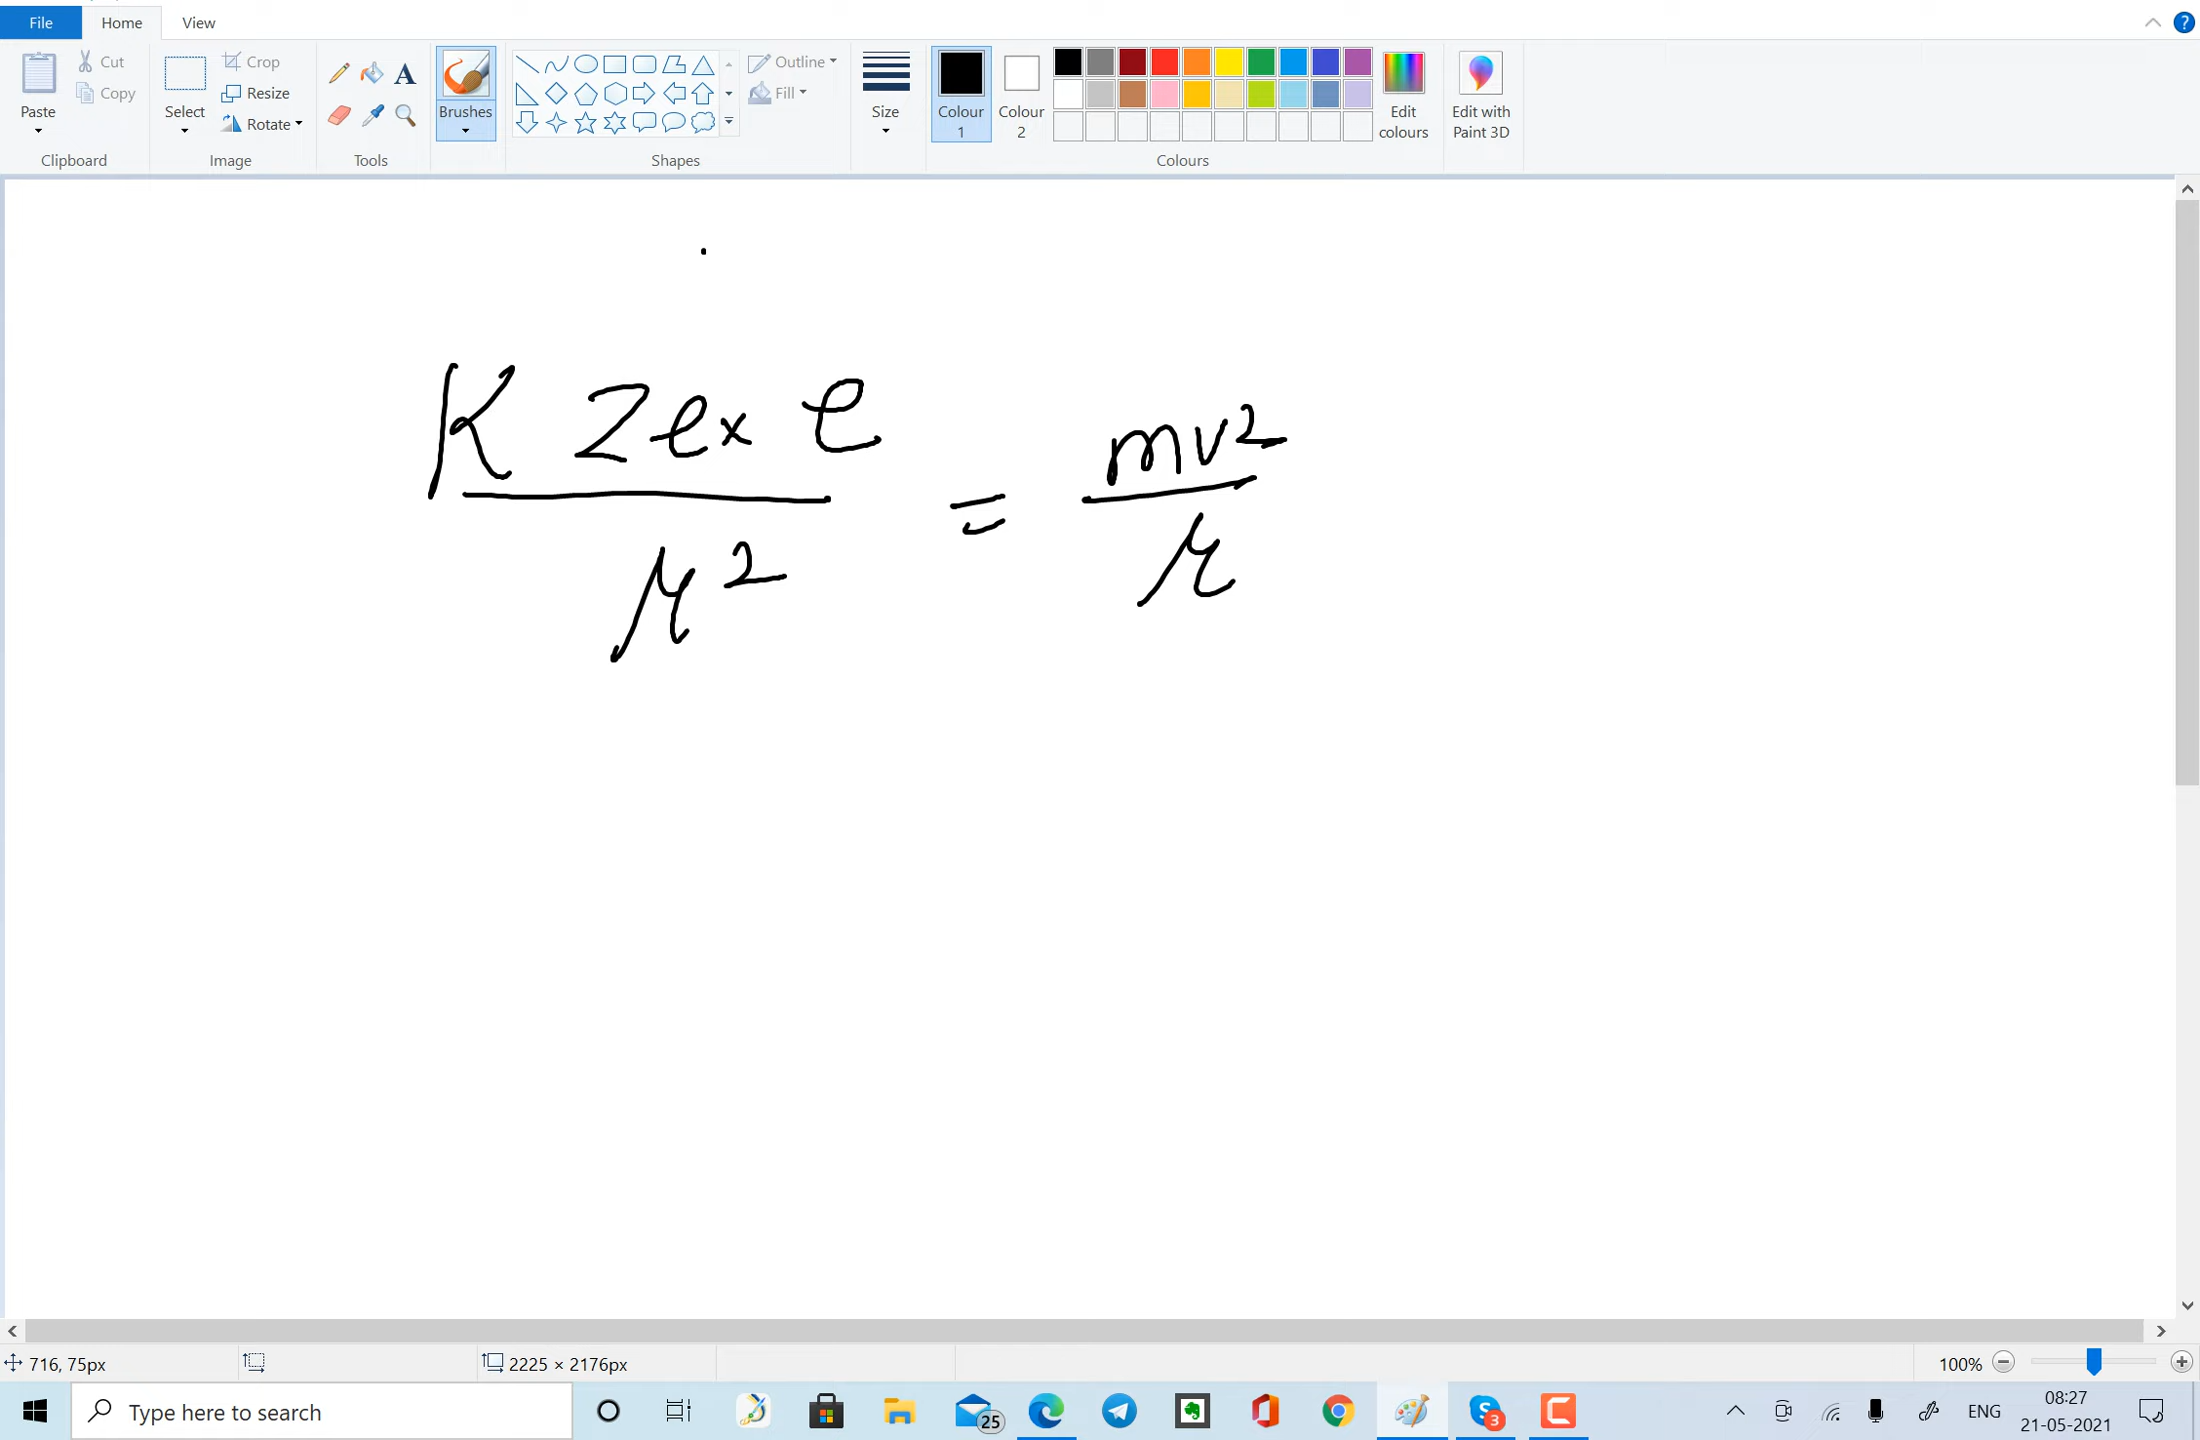 File Home View
Paste Cut Copy Select Crop Resize Rotate Brushes Outline Fill Size Colour 1 Colour 2 Edit colours Edit with Paint 3D
Clipboard Image Tools Shapes Colours
K Ze x e / r² = mv² / r
716, 75px 2225 × 2176px 100%
Type here to search 25 3 ENG 08:27
21-05-2021